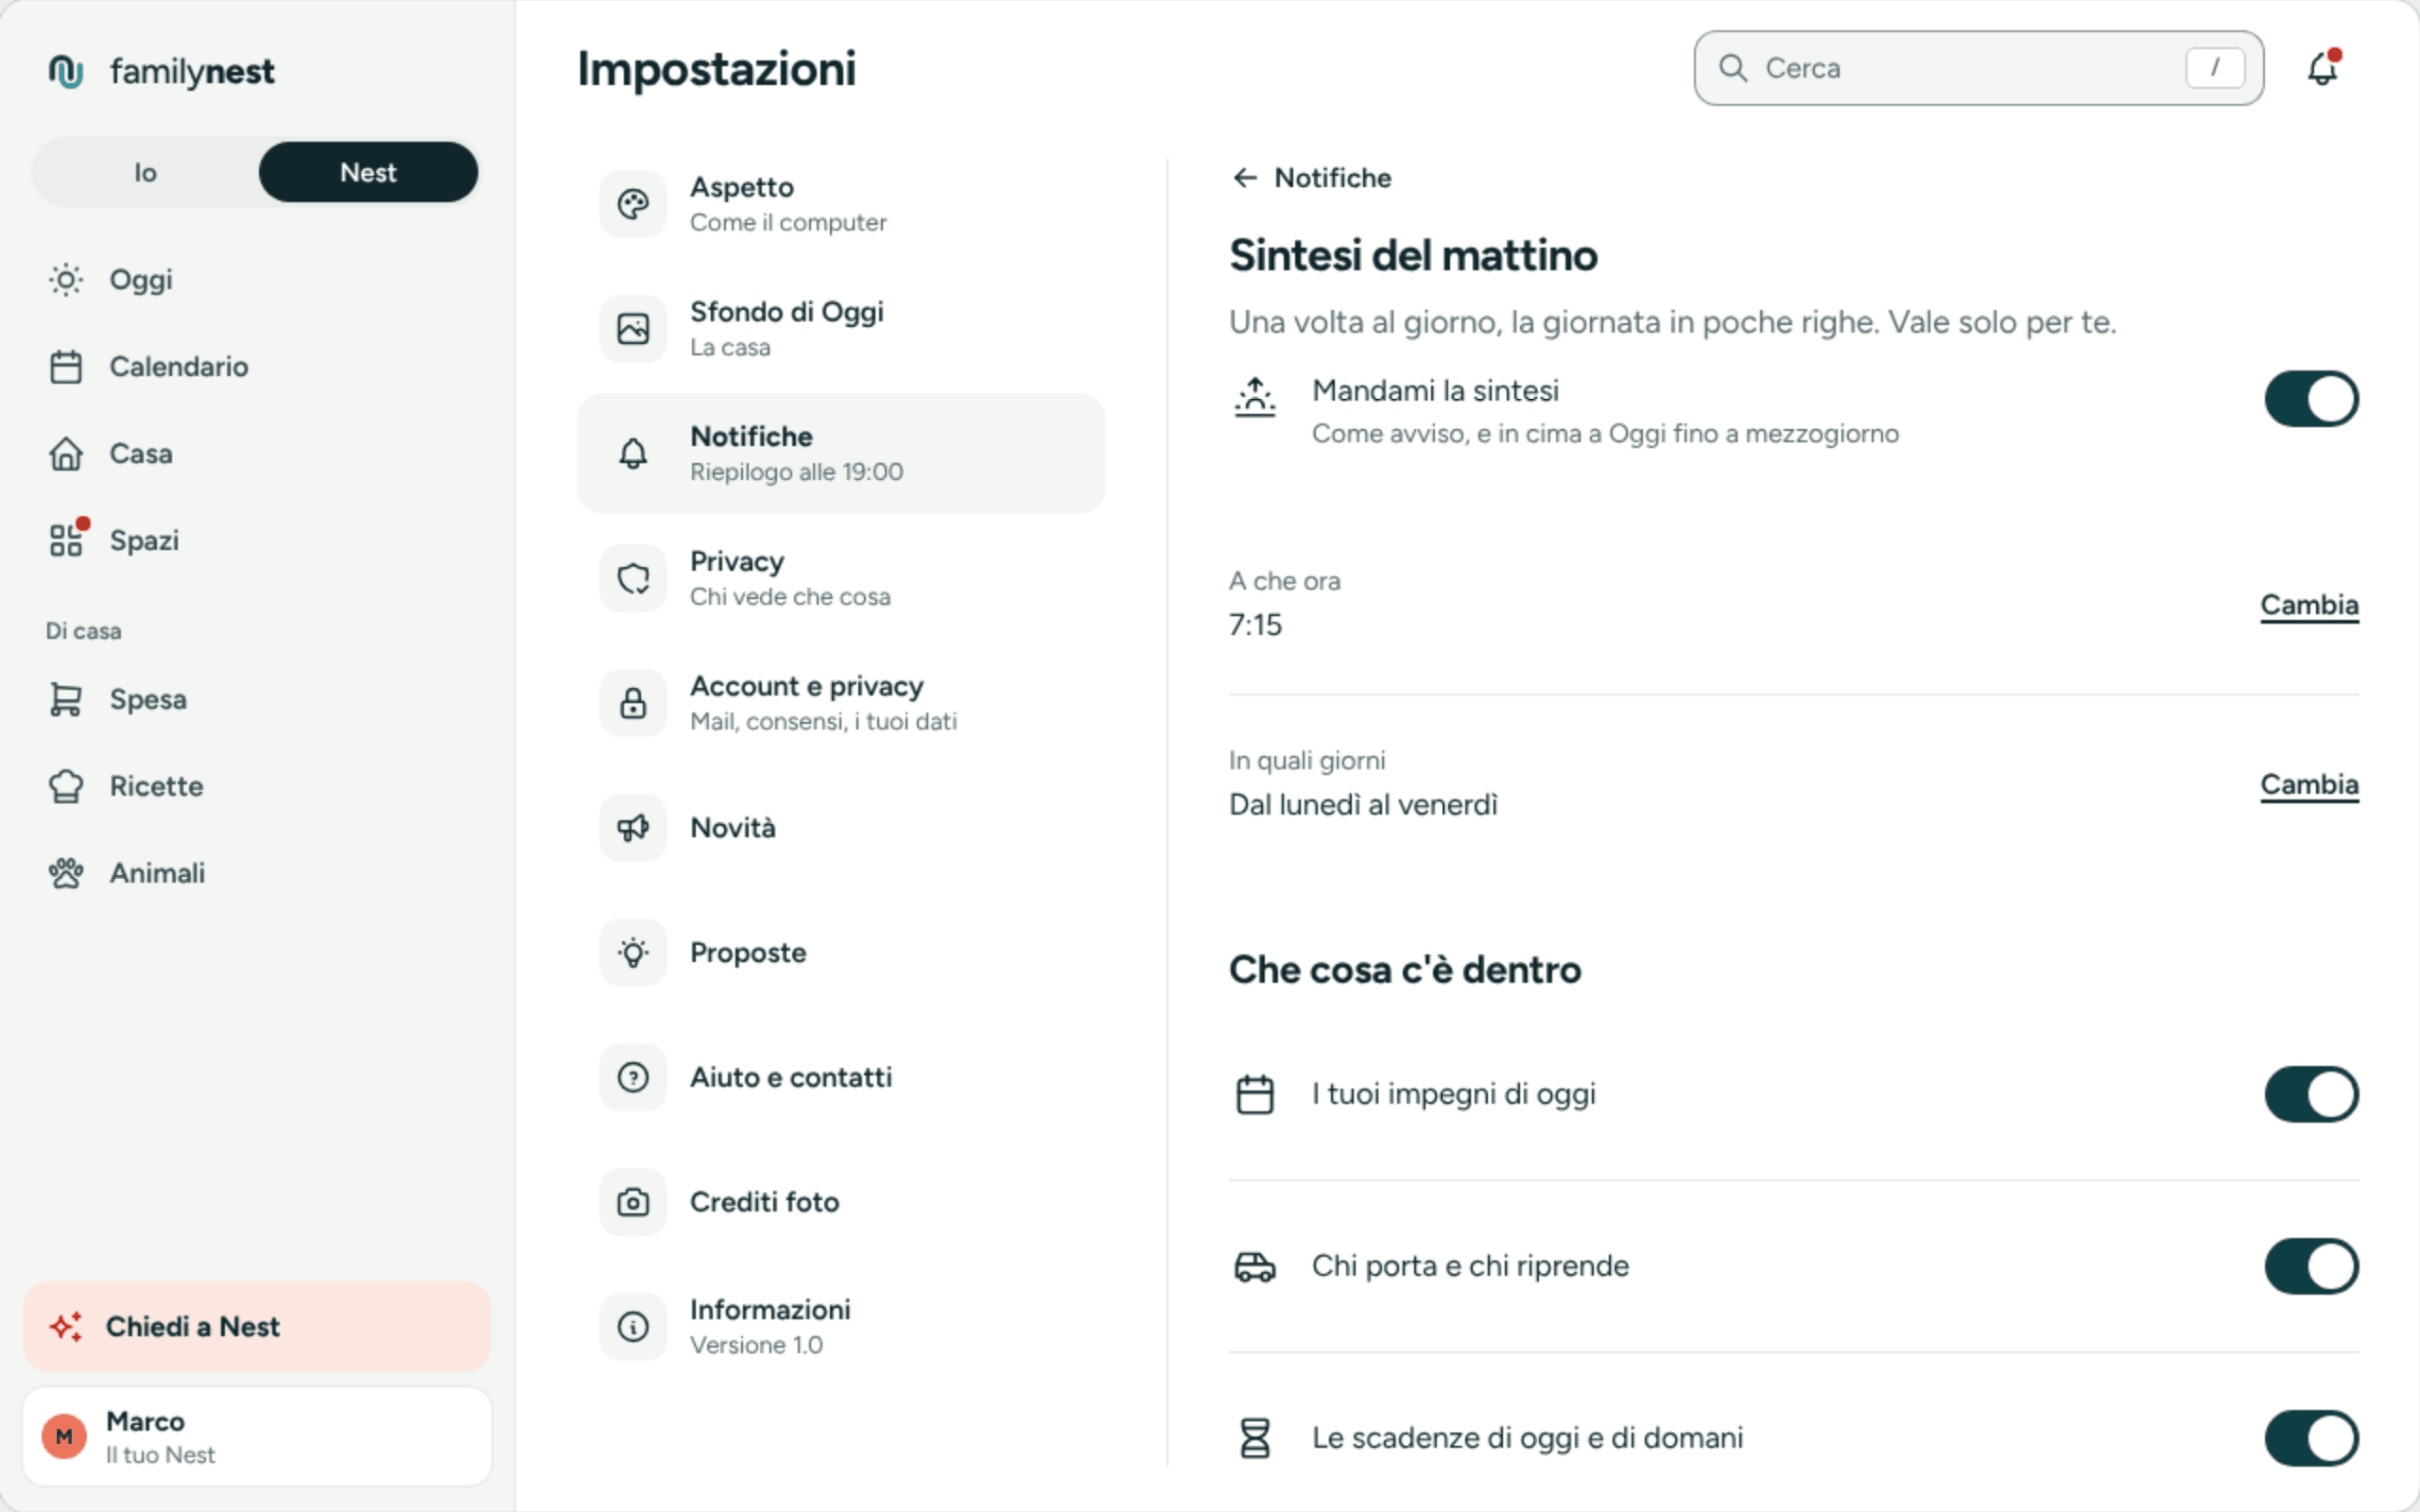 familynest
Io
Nest
Oggi
Calendario
Casa
Spazi
Di casa
Spesa
Ricette
Animali
Chiedi a Nest
M
Marco
Il tuo Nest
Impostazioni
Cerca
/
Aspetto
Come il computer
Sfondo di Oggi
La casa
Notifiche
Riepilogo alle 19:00
Privacy
Chi vede che cosa
Account e privacy
Mail, consensi, i tuoi dati
Novità
Proposte
Aiuto e contatti
Crediti foto
Informazioni
Versione 1.0
Notifiche
Sintesi del mattino
Una volta al giorno, la giornata in poche righe. Vale solo per te.
Mandami la sintesi
Come avviso, e in cima a Oggi fino a mezzogiorno
A che ora
7:15
Cambia
In quali giorni
Dal lunedì al venerdì
Cambia
Che cosa c'è dentro
I tuoi impegni di oggi
Chi porta e chi riprende
Le scadenze di oggi e di domani